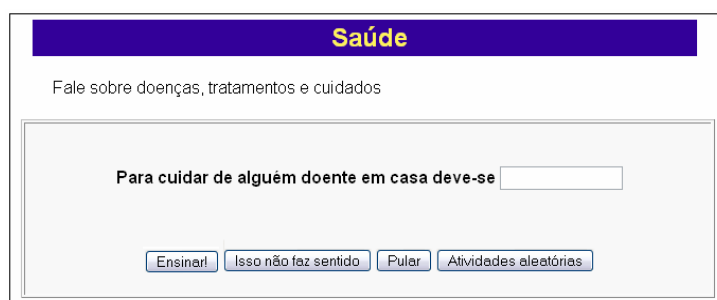 Saúde
Fale sobre doenças, tratamentos e cuidados
Para cuidar de alguém doente em casa deve-se
Ensinar! Isso não faz sentido Pular Atividades aleatórias